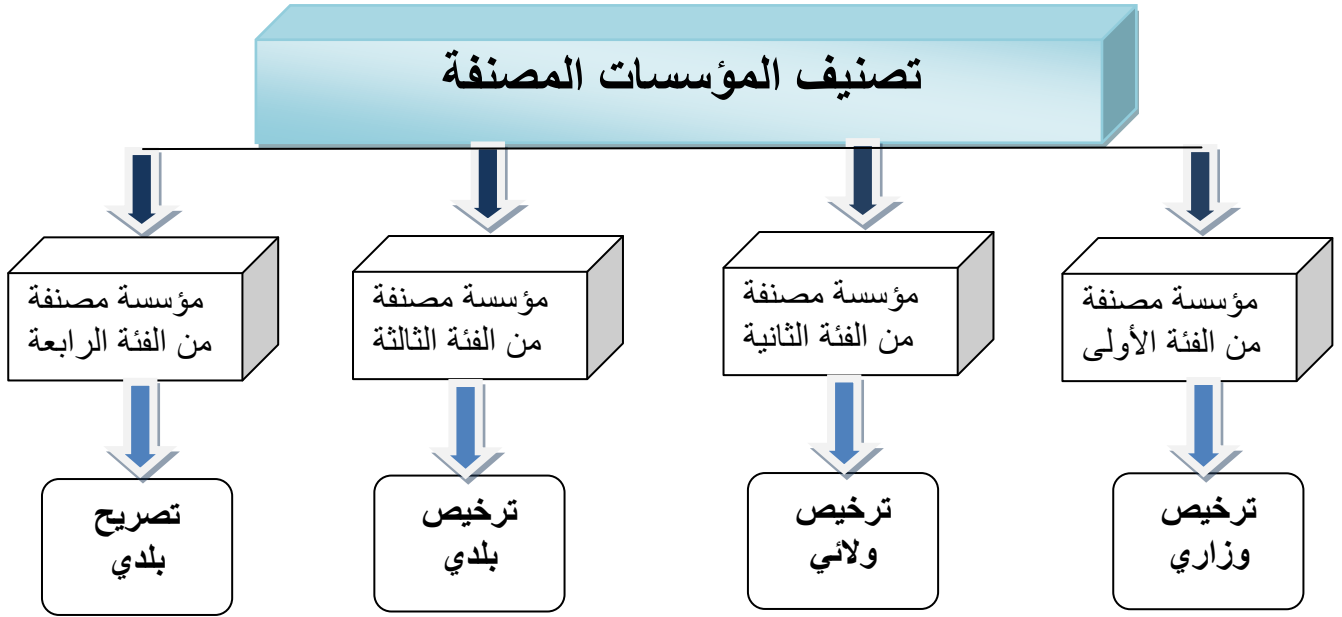 تصنيف المؤسسات المصنفة
مؤسسة مصنفة
من الفئة الأولى
مؤسسة مصنفة
من الفئة الثانية
مؤسسة مصنفة
من الفئة الثالثة
مؤسسة مصنفة
من الفئة الرابعة
ترخيص
وزاري
ترخيص
ولائي
ترخيص
بلدي
تصريح
بلدي